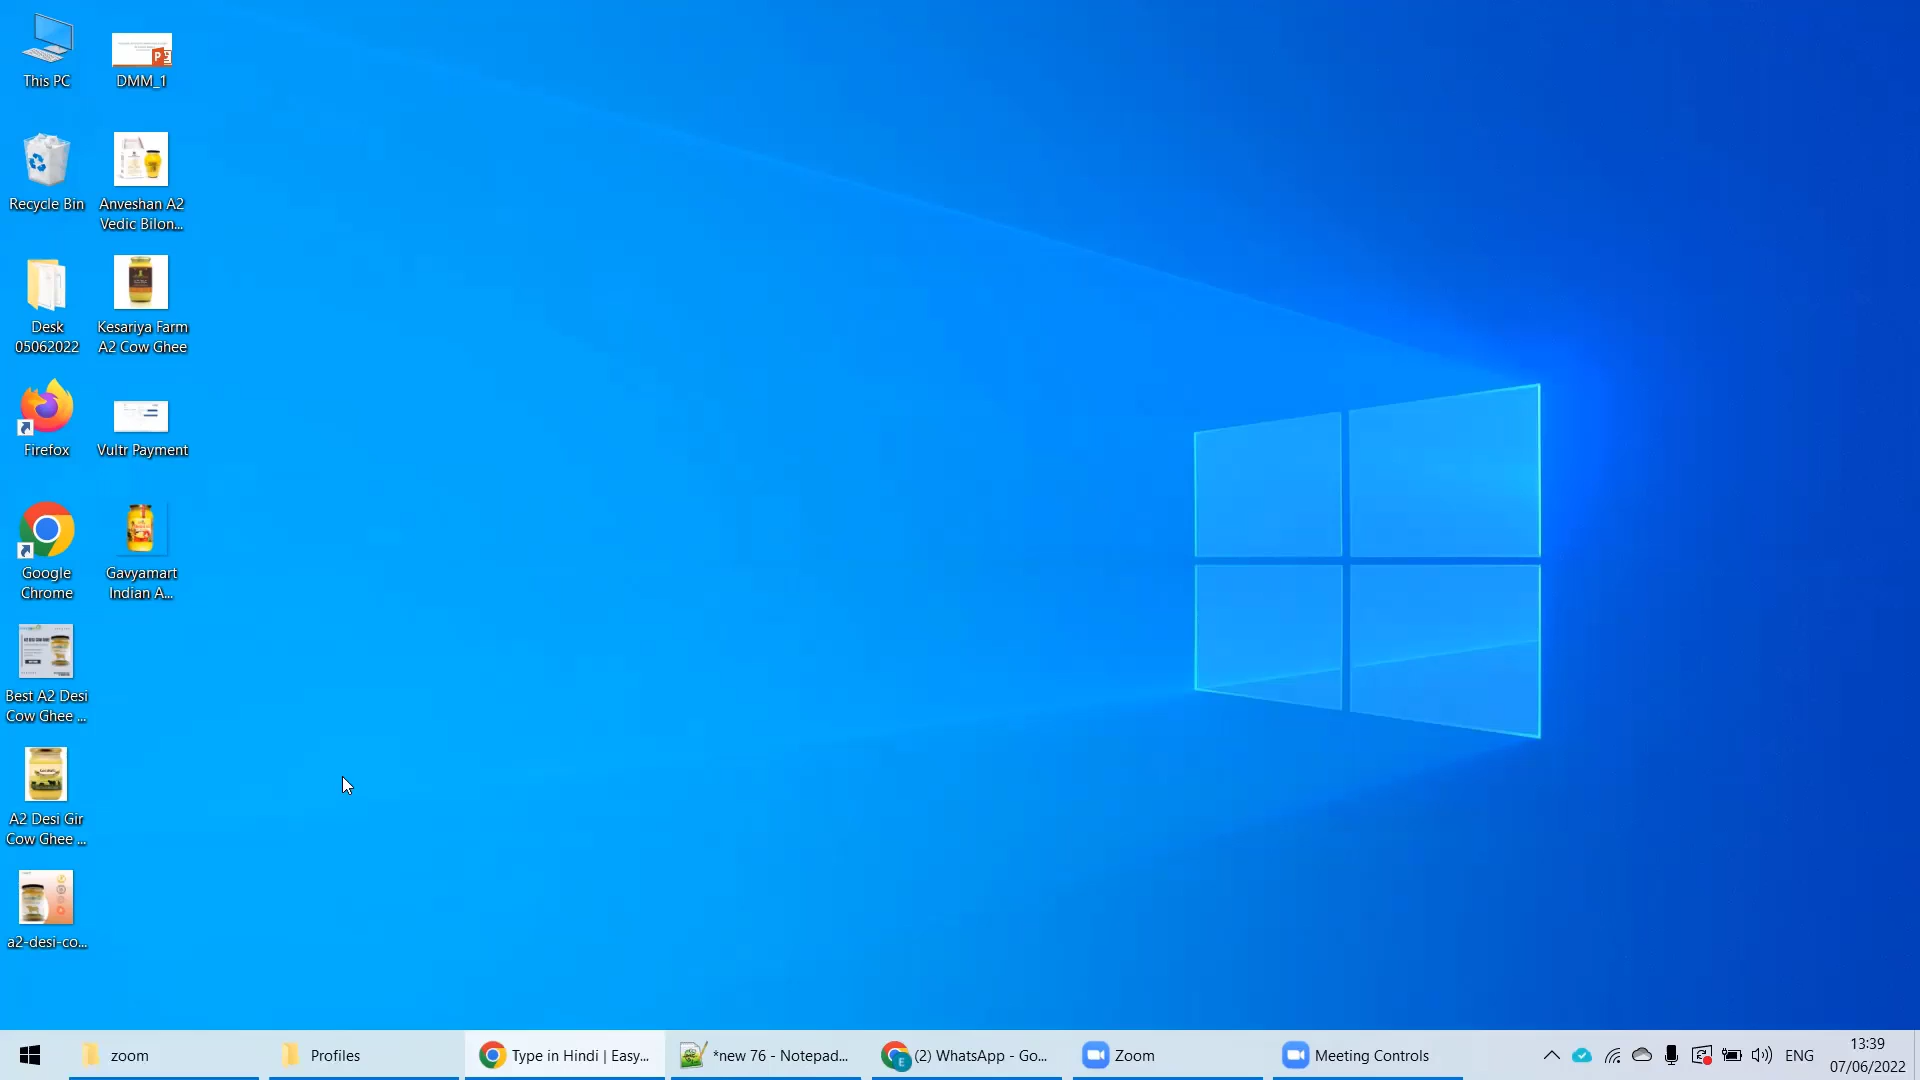 This PC
DMM_1
Recycle Bin
Anveshan A2
Vedic Bilon...
Desk
05062022
Kesariya Farm
A2 Cow Ghee
Firefox
Vultr Payment
Google
Chrome
Gavyamart
Indian A...
Best A2 Desi
Cow Ghee ...
A2 Desi Gir
Cow Ghee ...
a2-desi-co...
zoom
Profiles
Type in Hindi | Easy...
*new 76 - Notepad...
(2) WhatsApp - Go...
Zoom
Meeting Controls
ENG
13:39
07/06/2022